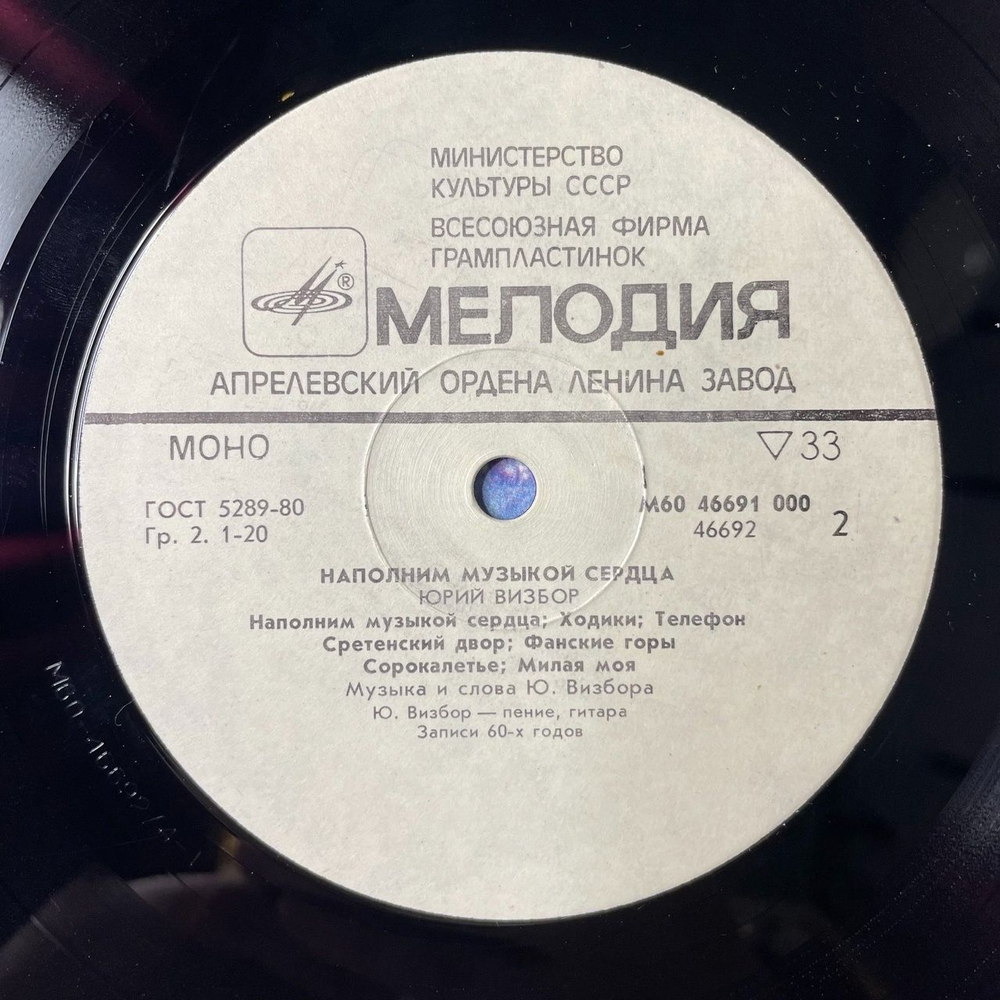 МИНИСТЕРСТВО
КУЛЬТУРЫ СССР
ВСЕСОЮЗНАЯ ФИРМА
ГРАМПЛАСТИНОК
®
МЕЛОДИЯ
АПРЕЛЕВСКИЙ ОРДЕНА ЛЕНИНА ЗАВОД
МОНО
▽33
ГОСТ 5289-80
Гр. 2. 1-20
М60 46691 000
46692
2
НАПОЛНИМ МУЗЫКОЙ СЕРДЦА
ЮРИЙ ВИЗБОР
Наполним музыкой сердца; Ходики; Телефон
Сретенский двор; Фанские горы
Сорокалетье; Милая моя
Музыка и слова Ю. Визбора
Ю. Визбор — пение, гитара
Записи 60-х годов